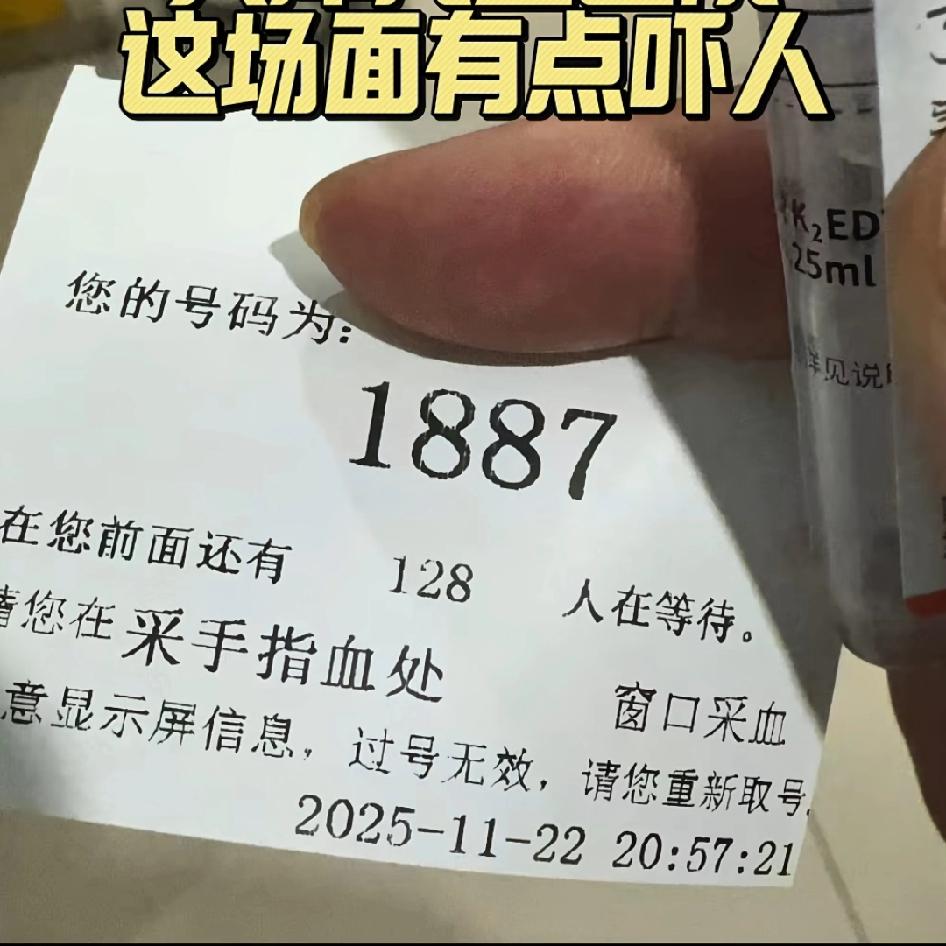 这场面有点吓人
K₂ED
25ml
详见说
您的号码为:
1887
在您前面还有 128 人在等待。
请您在 采手指血处 窗口采血
意显示屏信息，过号无效，请您重新取号
2025-11-22 20:57:21